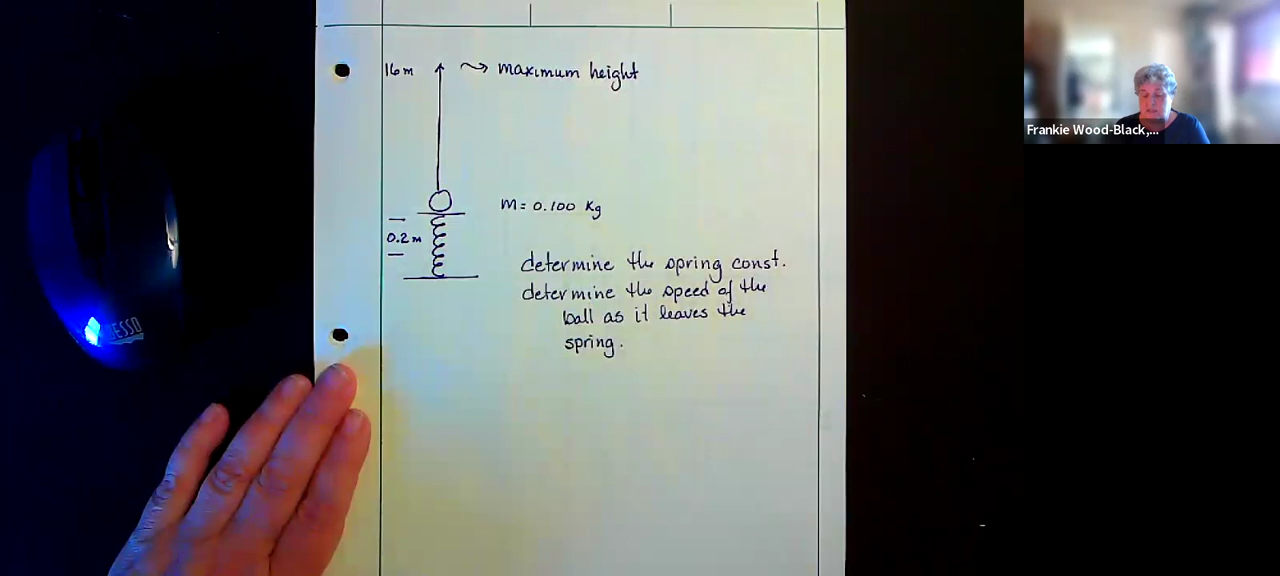 16m ~> maximum height
m= 0.100 Kg
0.2m
determine the spring const.
determine the speed of the
ball as it leaves the
spring.
Frankie Wood-Black,...